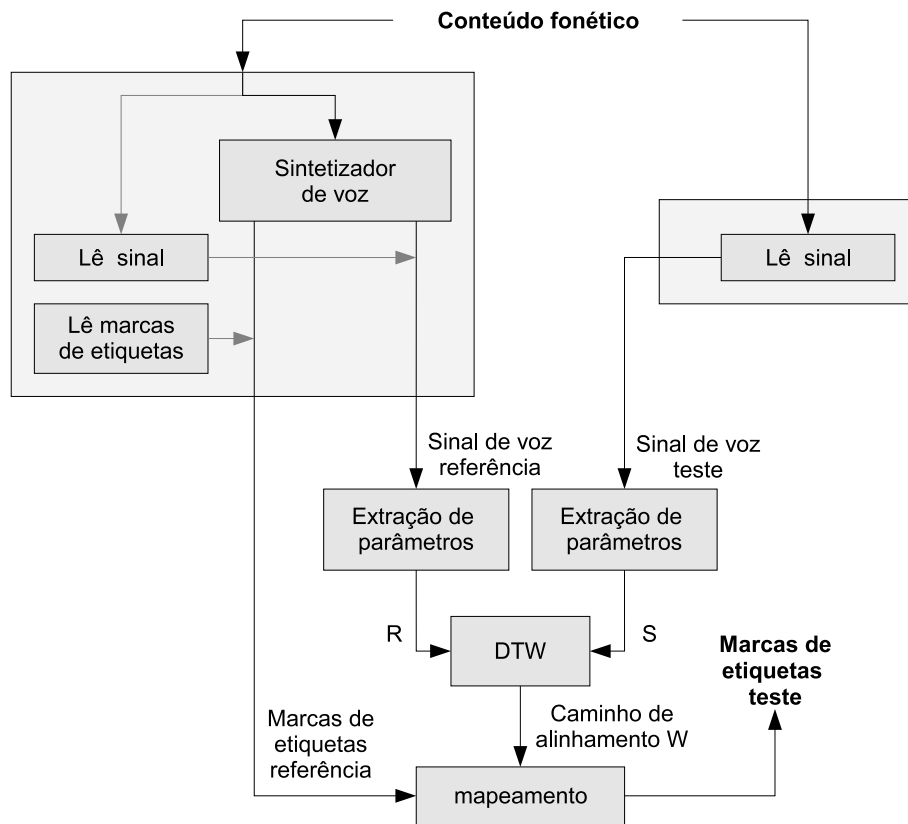 Conteúdo fonético
Sintetizador
de voz
Lê sinal
Lê sinal
Lê marcas
de etiquetas
Sinal de voz
referência
Sinal de voz
teste
Extração de
parâmetros
Extração de
parâmetros
R
DTW
S
Marcas de
etiquetas
teste
Caminho de
alinhamento W
Marcas de
etiquetas
referência
mapeamento